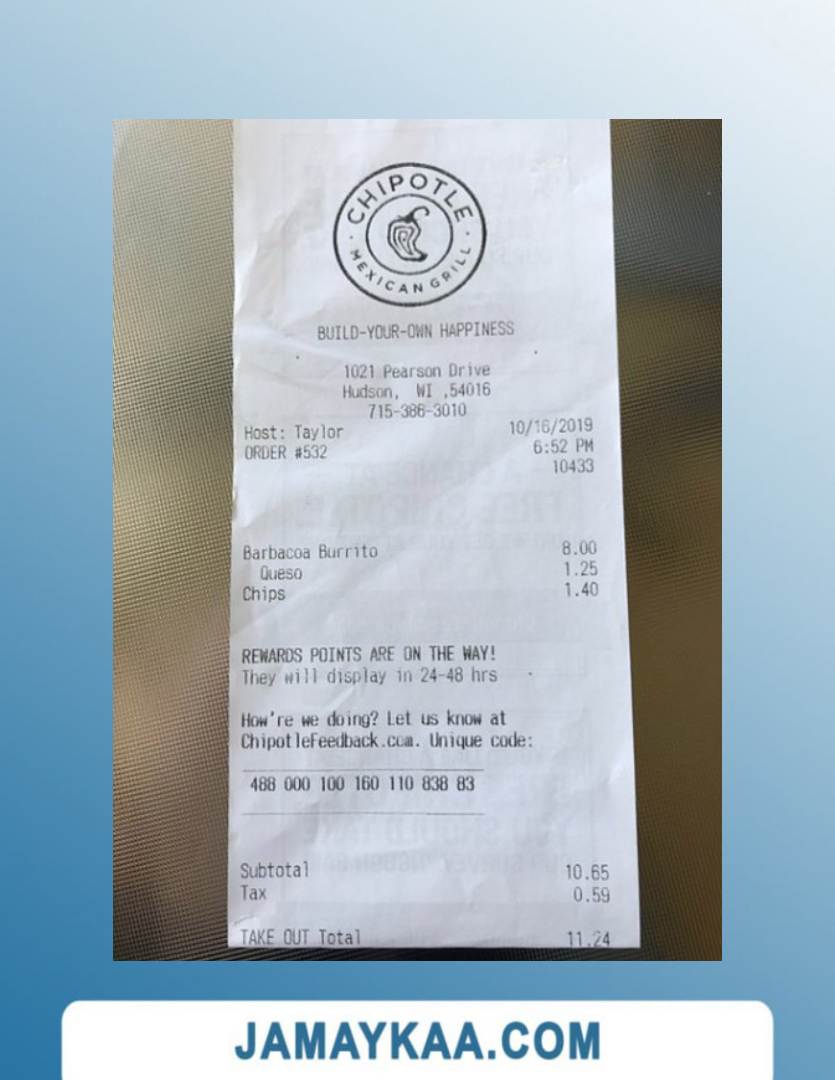 CHIPOTLE
MEXICAN GRILL
BUILD-YOUR-OWN HAPPINESS
1021 Pearson Drive
Hudson, WI ,54016
715-386-3010
Host: Taylor 10/16/2019
ORDER #532 6:52 PM
10433
Barbacoa Burrito 8.00
Queso 1.25
Chips 1.40
REWARDS POINTS ARE ON THE WAY!
They will display in 24-48 hrs
How're we doing? Let us know at
ChipotleFeedback.com. Unique code:
488 000 100 160 110 838 83
Subtotal 10.65
Tax 0.59
TAKE OUT Total 11.24
JAMAYKAA.COM